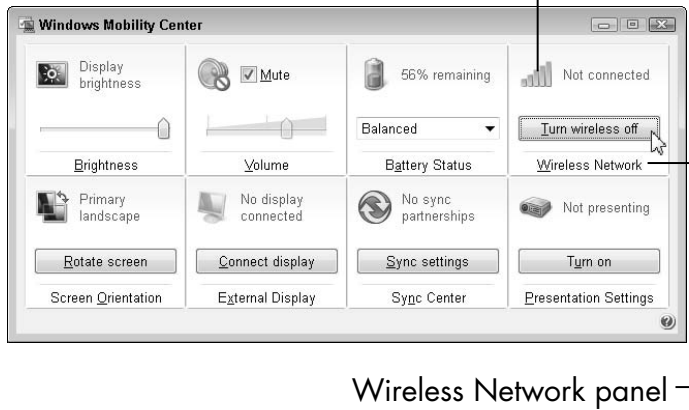 Windows Mobility Center
Display
brightness
Mute
56% remaining
Not connected
Balanced
Turn wireless off
Brightness
Volume
Battery Status
Wireless Network
Primary
landscape
No display
connected
No sync
partnerships
Not presenting
Rotate screen
Connect display
Sync settings
Turn on
Screen Orientation
External Display
Sync Center
Presentation Settings
Wireless Network panel